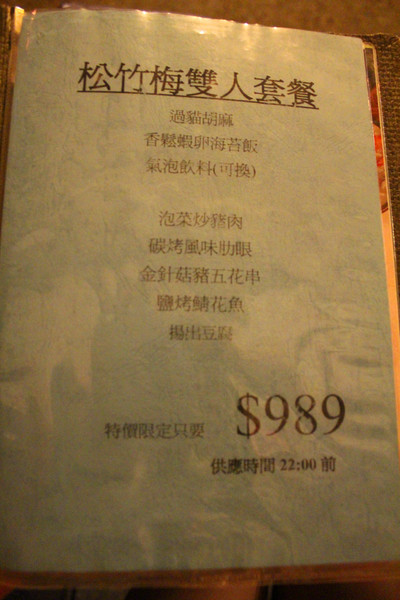 松竹梅雙人套餐
過貓胡麻
香鬆蝦卵海苔飯
氣泡飲料(可換)
泡菜炒豬肉
碳烤風味肋眼
金針菇豬五花串
鹽烤鯖花魚
揚出豆腐
特價限定只要 $989
供應時間 22:00 前